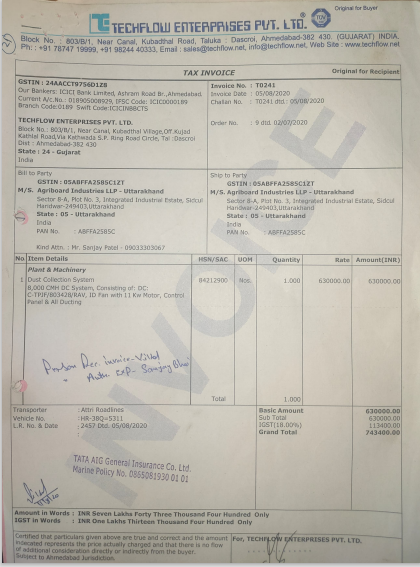 Original for Buyer
TECHFLOW ENTERPRISES PVT. LTD.
Block No. : 803/B/1, Near Canal, Kubadthal Road, Taluka : Dascroi, Ahmedabad-382 430. (GUJARAT) INDIA.
Ph. : +91 78747 19999, +91 98244 40333, Email : sales@techflow.net, info@techflow.net, Web Site : www.techflow.net
TAX INVOICE
Original for Recipient
GSTIN : 24AACCT9756D1Z8
Our Bankers: ICICI Bank Limited, Ashram Road Br.,Ahmedabad.
Current A/c.No.: 018905008929, IFSC Code: ICIC0000189
Branch Code:0189 Swift Code:ICICINBBCTS
Invoice No. : T0241
Invoice Date : 05/08/2020
Challan No. : T0241 dtd. :05/08/2020
TECHFLOW ENTERPRISES PVT. LTD.
Block No. : 803/B/1, Near Canal, Kubadthal Village,Off.Kujad
Kathlal Road,Via Kathwada S.P. Ring Road Circle, Tal: Dascroi
Dist : Ahmedabad-382 430
State : 24 - Gujarat
India
Order No. : 9 dtd. 02/07/2020
Bill to Party
GSTIN : 05ABFFA2585C1ZT
M/S. Agriboard Industries LLP - Uttarakhand
Sector 8-A, Plot No. 3, Integrated Industrial Estate, Sidcul
Haridwar-249403,Uttarakhand
State : 05 - Uttarakhand
India
PAN No. : ABFFA2585C
Kind Attn. : Mr. Sanjay Patel - 09033303067
Ship to Party
GSTIN : 05ABFFA2585C1ZT
M/S. Agriboard Industries LLP - Uttarakhand
Sector 8-A, Plot No. 3, Integrated Industrial Estate, Sidcul
Handwar-249403,Uttarakhand
State : 05 - Uttarakhand
India
PAN No. : ABFFA2585C
No Item Details HSN/SAC UOM Quantity Rate Amount(INR)
Plant & Machinery
1 Dust Collection System 84212900 Nos. 1.000 630000.00 630000.00
6,000 CMH DC System, Consisting of: DC:
C-TPJF/803428/RAV, ID Fan with 11 Kw Motor, Control
Panel & All Ducting
Total 1.000
Transporter : Attri Roadlines
Vehicle No. : HR-38Q-5311
L.R. No. & Date : 2457 Dtd. 05/08/2020
Basic Amount 630000.00
Sub Total 630000.00
IGST(18.00%) 113400.00
Grand Total 743400.00
TATA AIG General Insurance Co. Ltd.
Marine Policy No. 0865081930 01 01
INVOICE
Amount in Words : INR Seven Lakhs Forty Three Thousand Four Hundred Only
IGST in Words : INR One Lakhs Thirteen Thousand Four Hundred Only
Certified that particulars given above are true and correct and the amount
indicated represents the price actually charged and that there is no flow
of additional consideration directly or indirectly from the buyer.
Subject to Ahmedabad Jurisdiction.
For, TECHFLOW ENTERPRISES PVT. LTD.